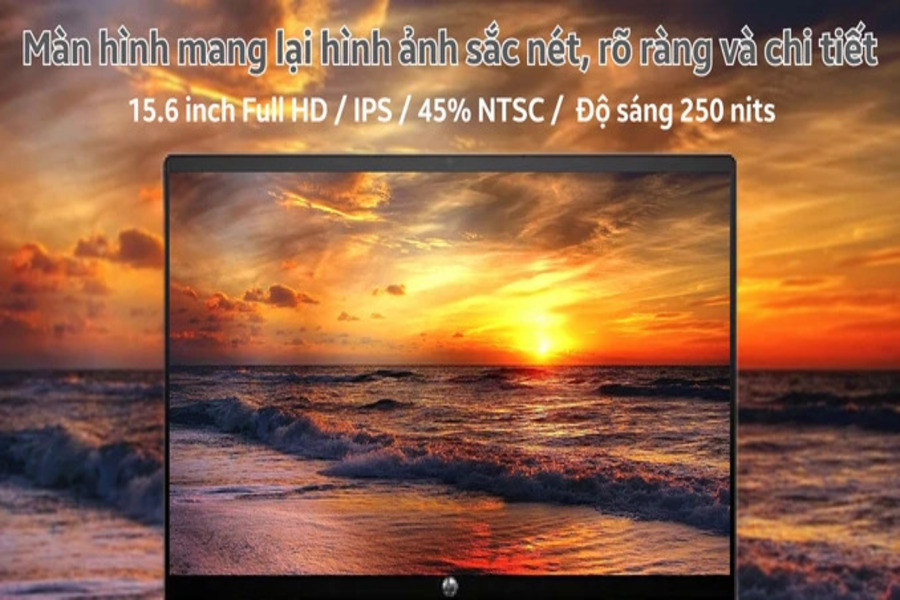 Màn hình mang lại hình ảnh sắc nét, rõ ràng và chi tiết
15.6 inch Full HD / IPS / 45% NTSC / Độ sáng 250 nits
hp